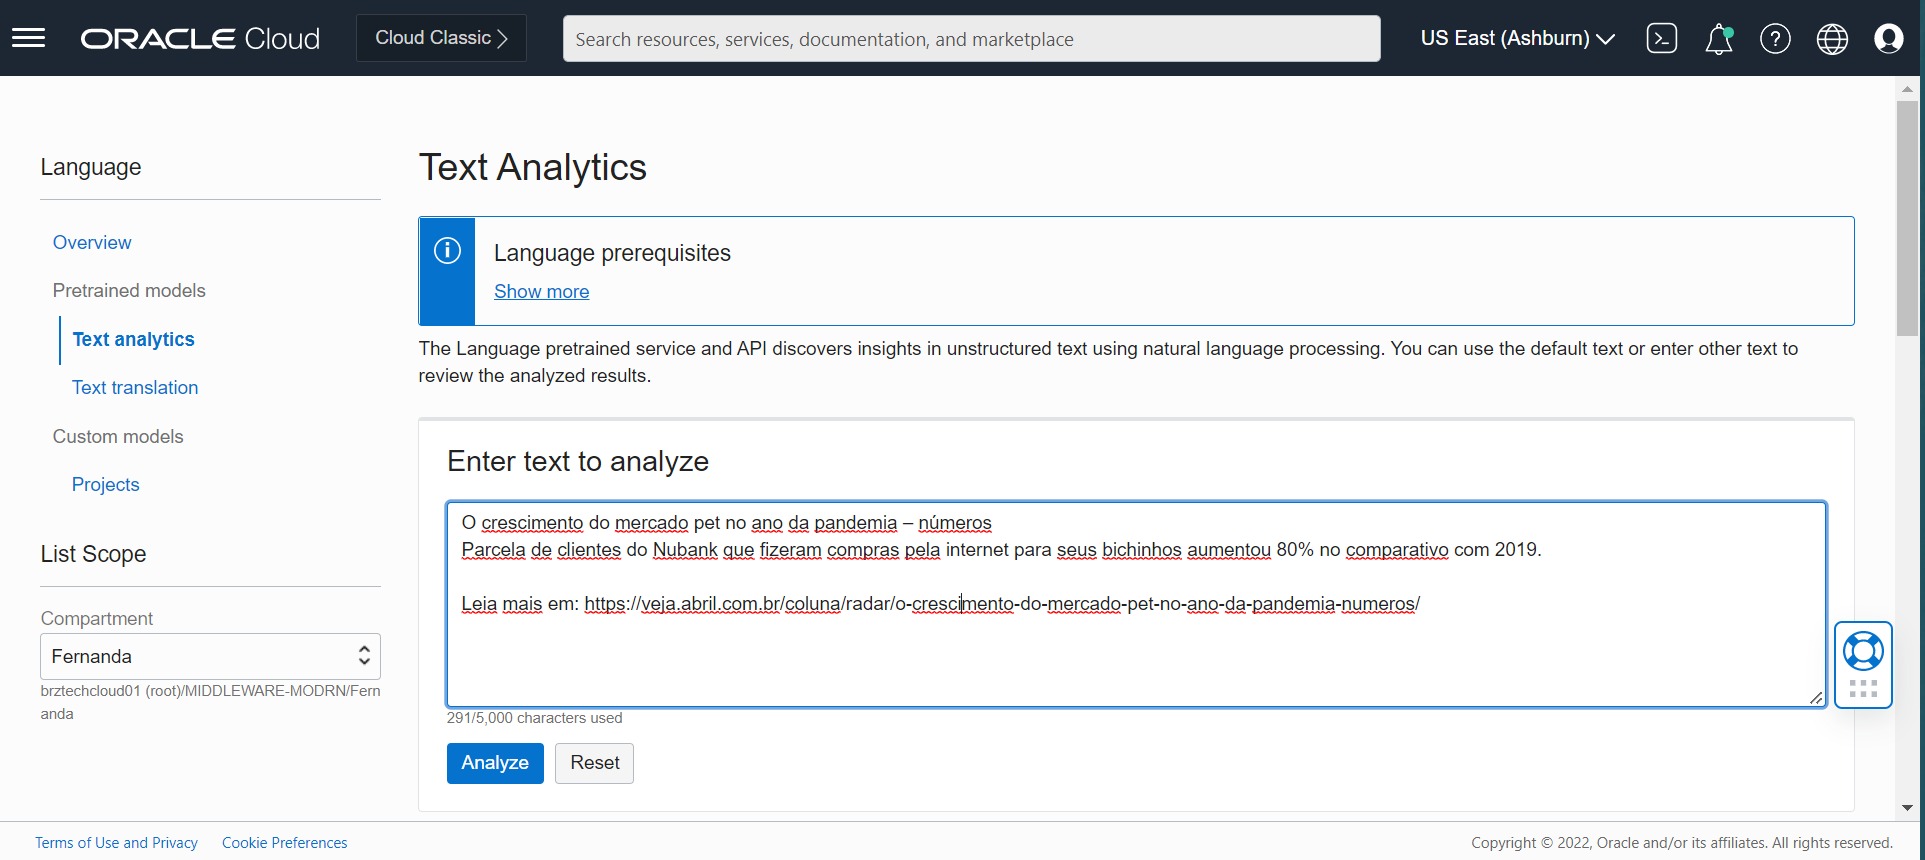 ORACLE Cloud
Cloud Classic
Search resources, services, documentation, and marketplace
US East (Ashburn)
Language
Overview
Pretrained models
Text analytics
Text translation
Custom models
Projects
List Scope
Compartment
Fernanda
brztechcloud01 (root)/MIDDLEWARE-MODRN/Fern
anda
Text Analytics
Language prerequisites
Show more
The Language pretrained service and API discovers insights in unstructured text using natural language processing. You can use the default text or enter other text to
review the analyzed results.
Enter text to analyze
O crescimento do mercado pet no ano da pandemia – números
Parcela de clientes do Nubank que fizeram compras pela internet para seus bichinhos aumentou 80% no comparativo com 2019.
Leia mais em: https://veja.abril.com.br/coluna/radar/o-crescimento-do-mercado-pet-no-ano-da-pandemia-numeros/
291/5,000 characters used
Analyze
Reset
Terms of Use and Privacy
Cookie Preferences
Copyright © 2022, Oracle and/or its affiliates. All rights reserved.